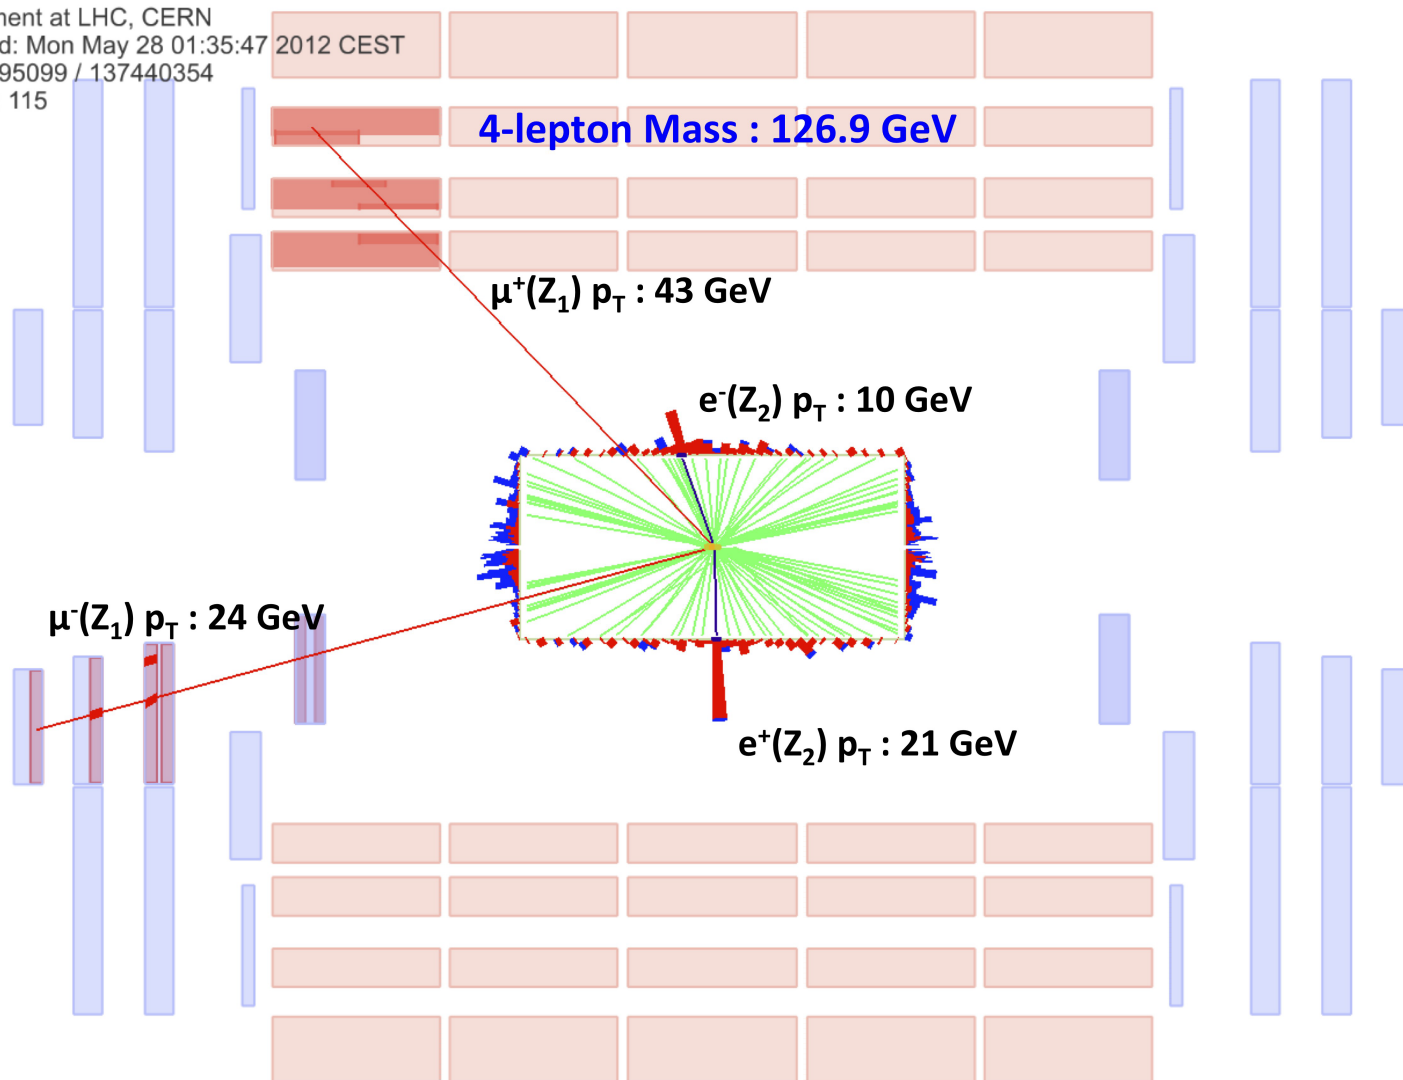 ment at LHC, CERN
d: Mon May 28 01:35:47 2012 CEST
95099 / 137440354
115
4-lepton Mass : 126.9 GeV
μ⁺(Z₁) pT : 43 GeV
e⁻(Z₂) pT : 10 GeV
μ⁻(Z₁) pT : 24 GeV
e⁺(Z₂) pT : 21 GeV